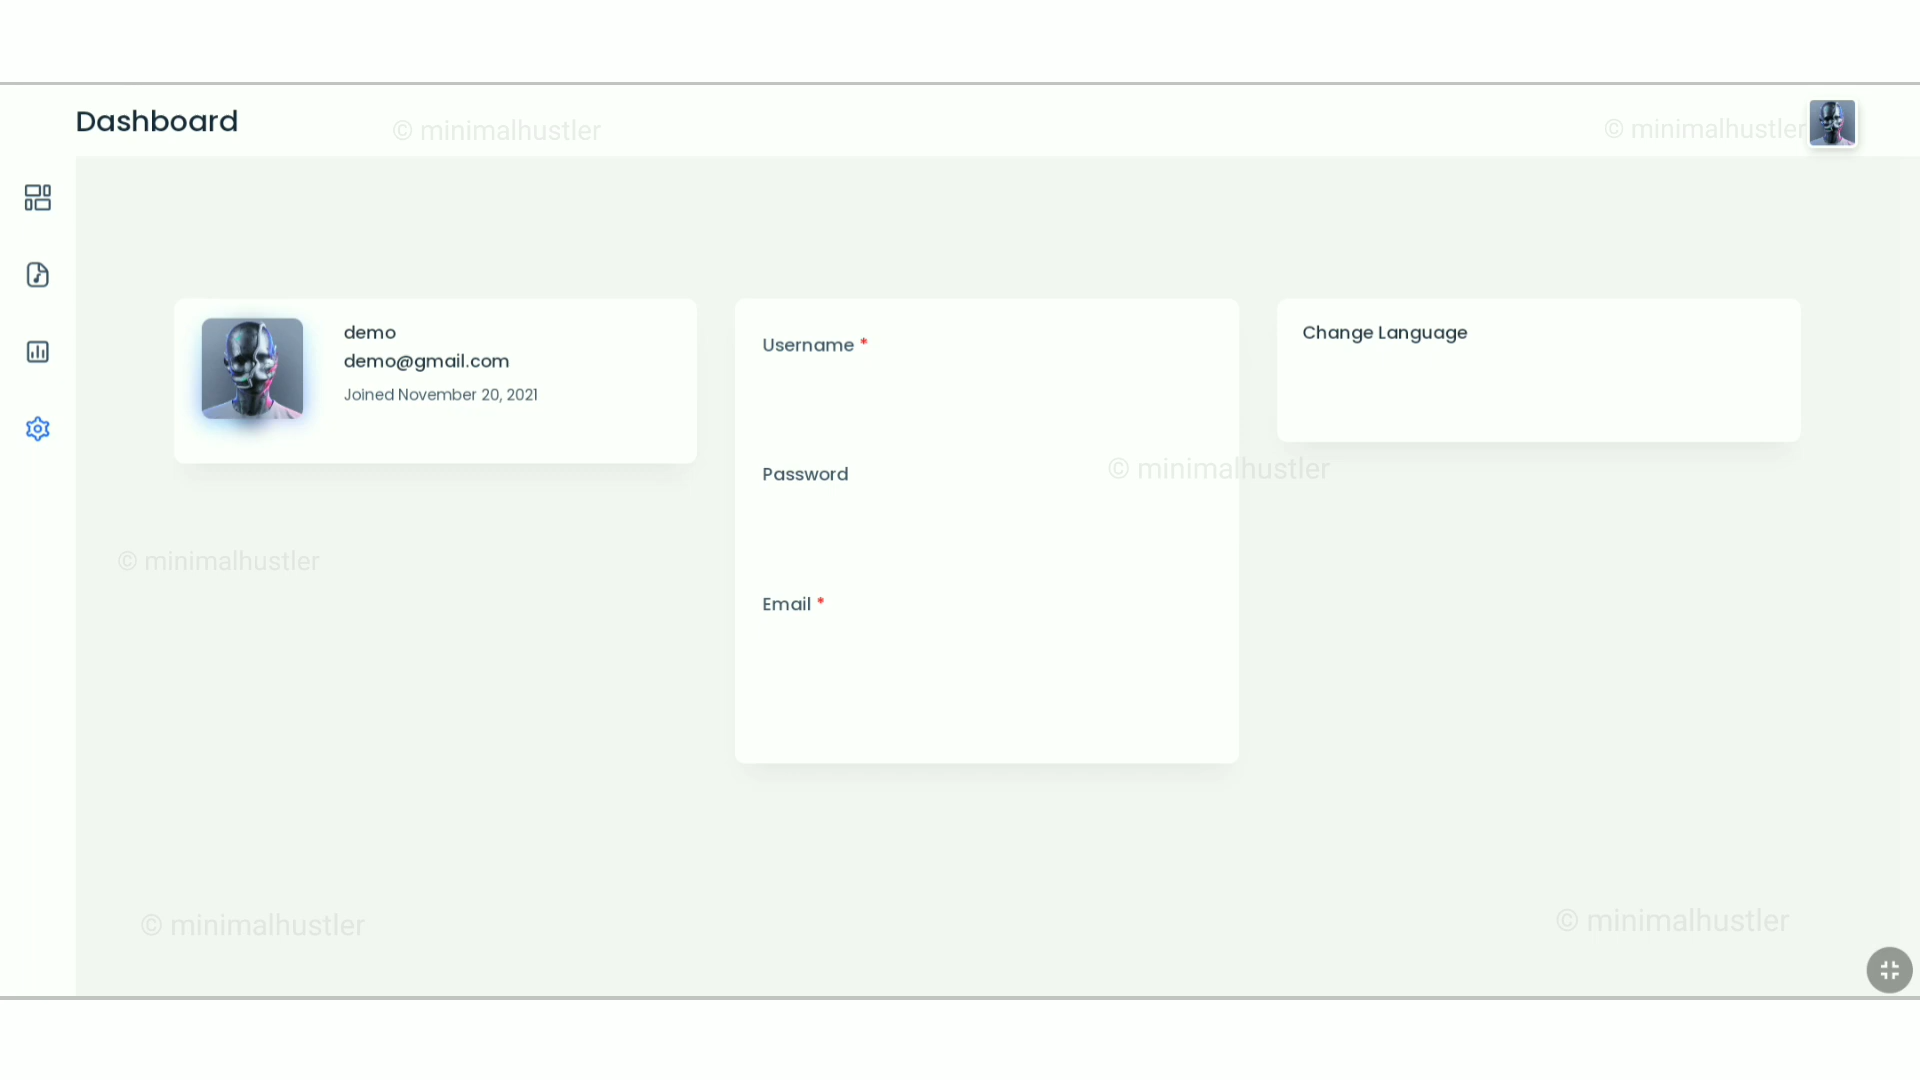 Dashboard
© minimalhustler
© minimalhustler
demo
demo@gmail.com
Joined November 20, 2021
Username *
Password
Email *
Change Language
© minimalhustler
© minimalhustler
© minimalhustler
© minimalhustler